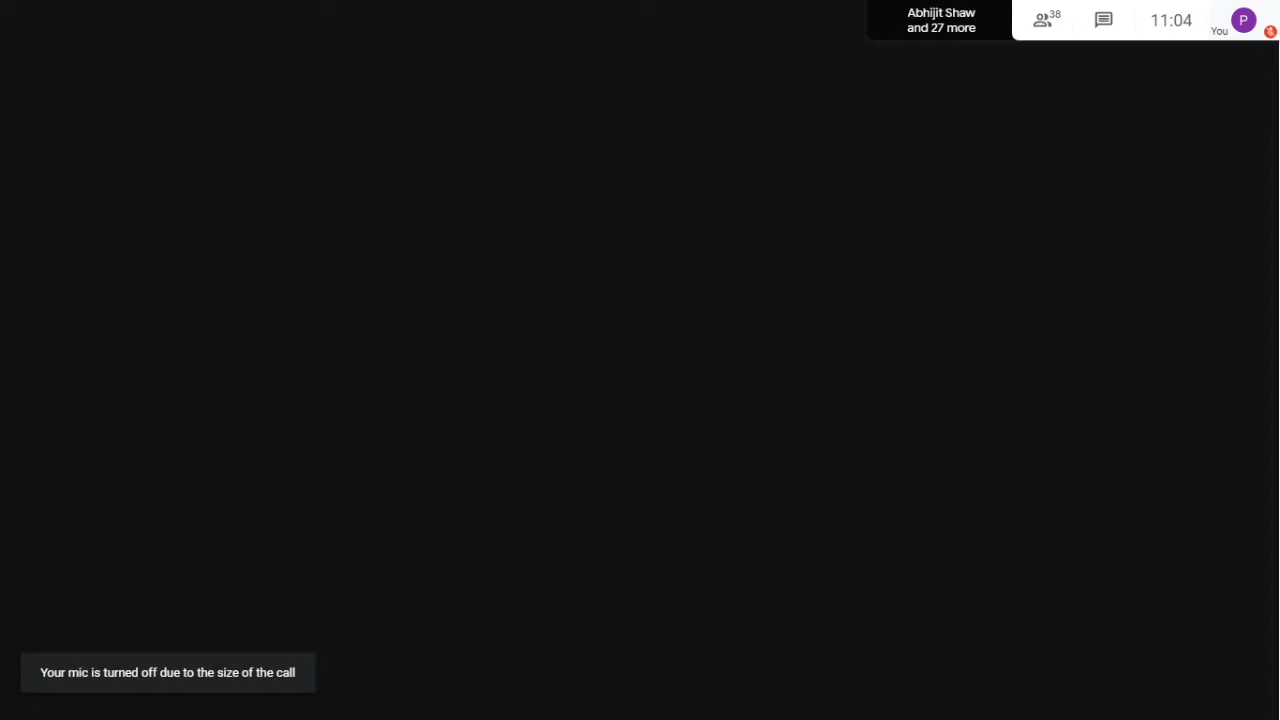 Abhijit Shaw
and 27 more
38
11:04
You
P
Your mic is turned off due to the size of the call